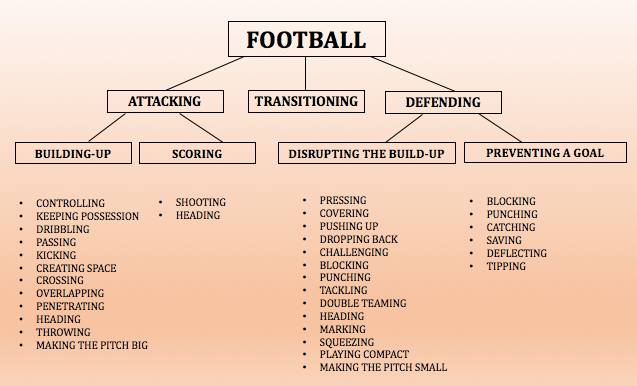 FOOTBALL
ATTACKING
TRANSITIONING
DEFENDING
BUILDING-UP
SCORING
DISRUPTING THE BUILD-UP
PREVENTING A GOAL
• CONTROLLING
• KEEPING POSSESSION
• DRIBBLING
• PASSING
• KICKING
• CREATING SPACE
• CROSSING
• OVERLAPPING
• PENETRATING
• HEADING
• THROWING
• MAKING THE PITCH BIG
• SHOOTING
• HEADING
• PRESSING
• COVERING
• PUSHING UP
• DROPPING BACK
• CHALLENGING
• BLOCKING
• PUNCHING
• TACKLING
• DOUBLE TEAMING
• HEADING
• MARKING
• SQUEEZING
• PLAYING COMPACT
• MAKING THE PITCH SMALL
• BLOCKING
• PUNCHING
• CATCHING
• SAVING
• DEFLECTING
• TIPPING